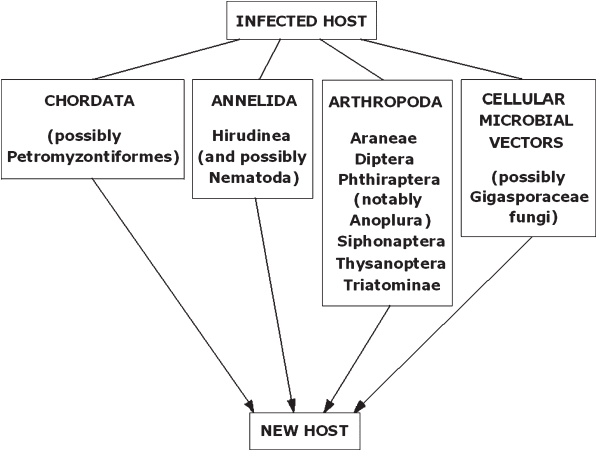 INFECTED HOST
CHORDATA
(possibly
Petromyzontiformes)
ANNELIDA
Hirudinea
(and possibly
Nematoda)
ARTHROPODA
Araneae
Diptera
Phthiraptera
(notably
Anoplura)
Siphonaptera
Thysanoptera
Triatominae
CELLULAR
MICROBIAL
VECTORS
(possibly
Gigasporaceae
fungi)
NEW HOST